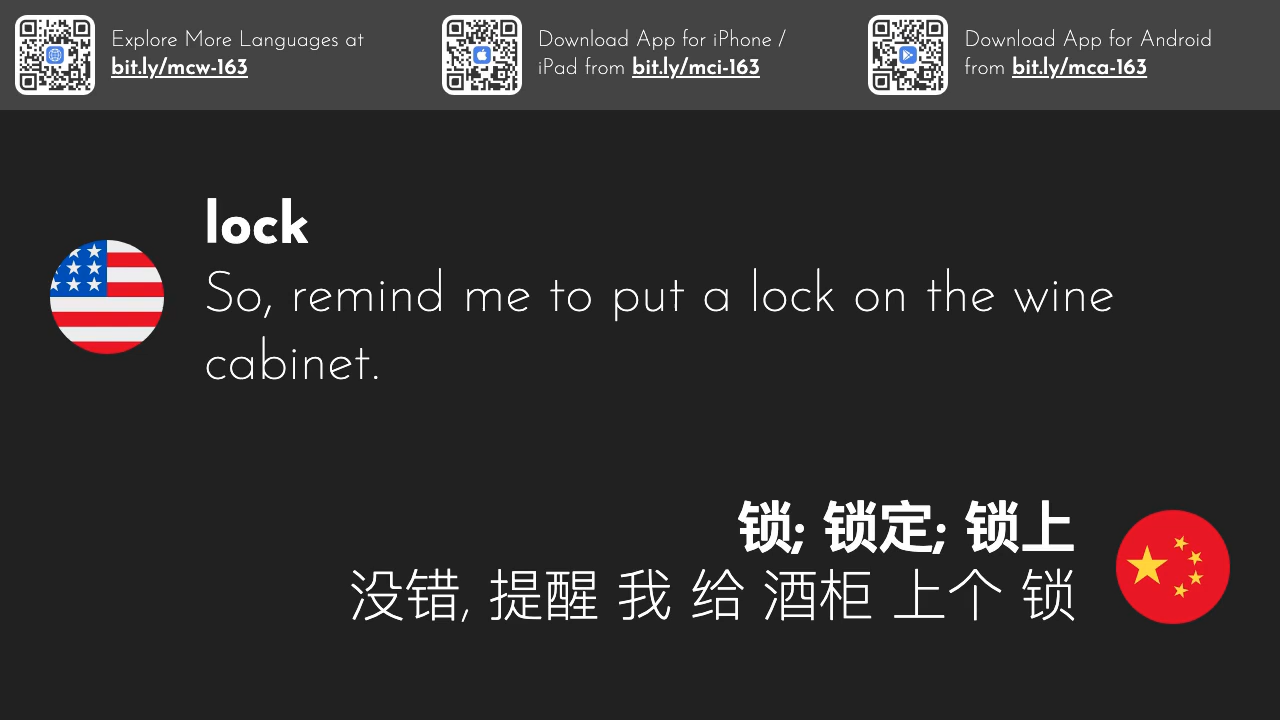 Explore More Languages at
bit.ly/mcw-163
Download App for iPhone /
iPad from bit.ly/mci-163
Download App for Android
from bit.ly/mca-163
lock
So, remind me to put a lock on the wine
cabinet.
锁; 锁定; 锁上
没错, 提醒 我 给 酒柜 上个 锁